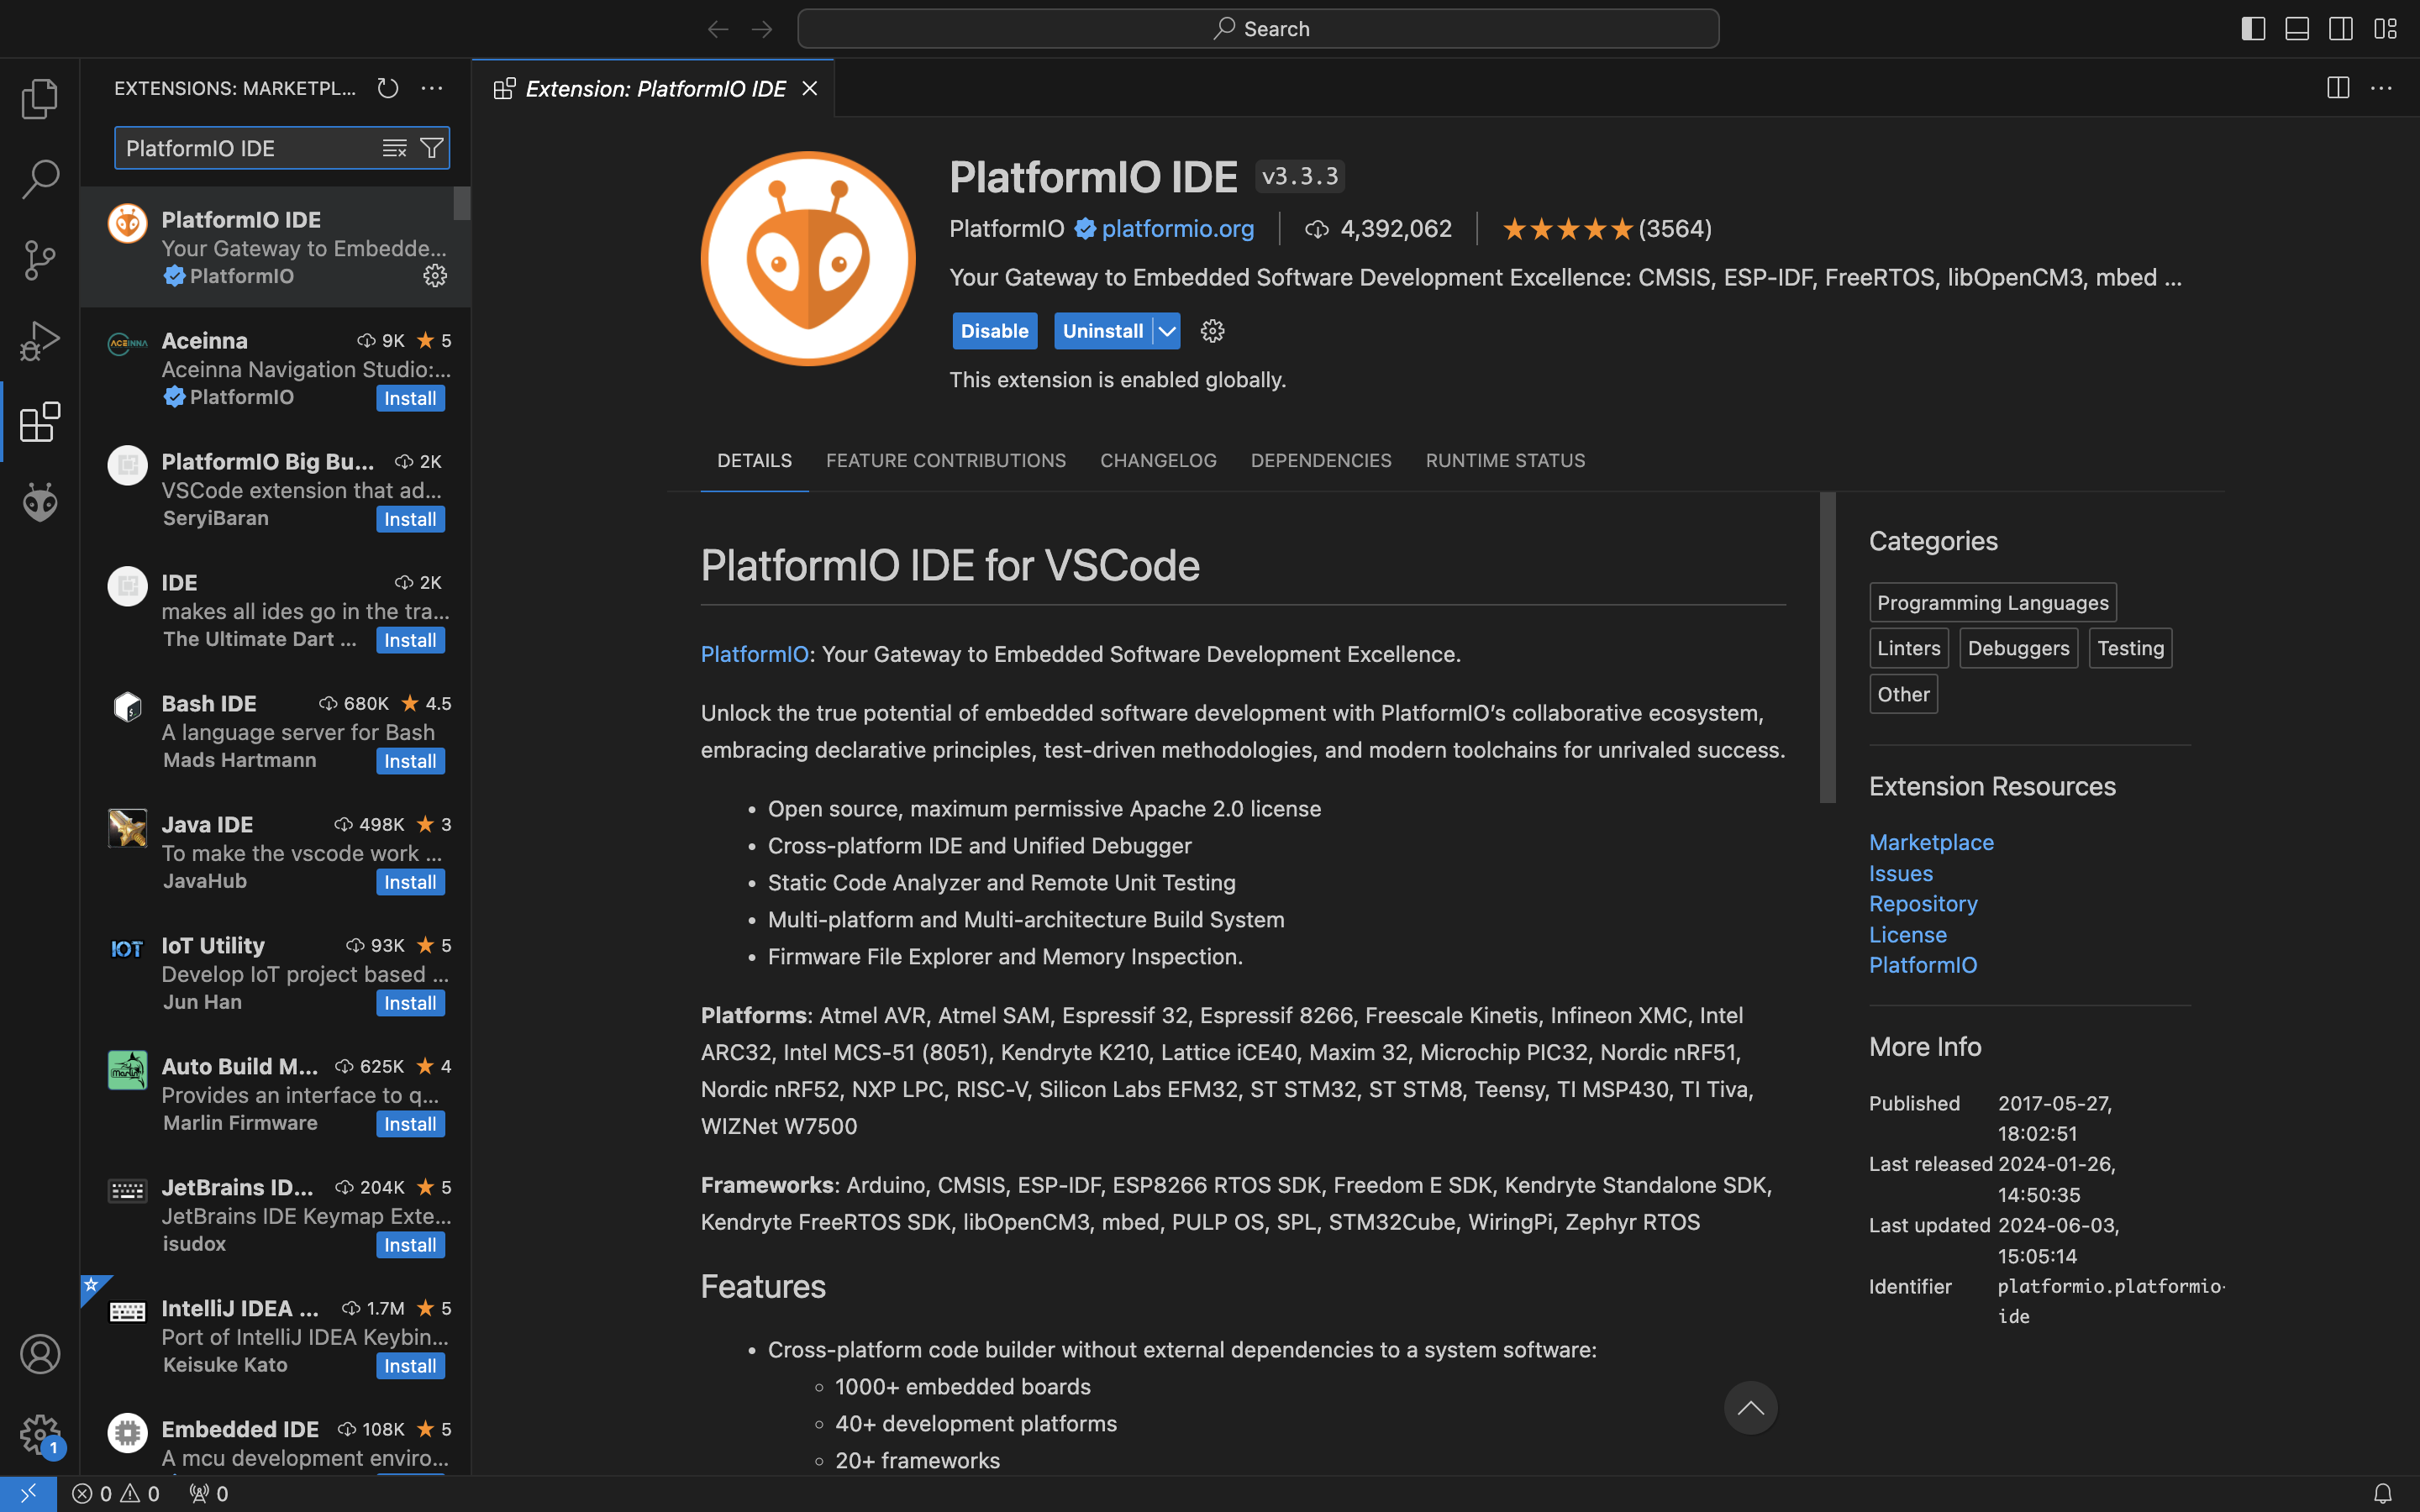 Search
EXTENSIONS: MARKETPL...
PlatformIO IDE
PlatformIO IDE
Your Gateway to Embedde...
PlatformIO
Aceinna 9K 5
Aceinna Navigation Studio:...
PlatformIO Install
PlatformIO Big Bu... 2K
VSCode extension that ad...
SeryiBaran Install
IDE 2K
makes all ides go in the tra...
The Ultimate Dart ... Install
Bash IDE 680K 4.5
A language server for Bash
Mads Hartmann Install
Java IDE 498K 3
To make the vscode work ...
JavaHub Install
IOT
IoT Utility 93K 5
Develop IoT project based ...
Jun Han Install
Auto Build M... 625K 4
Provides an interface to q...
Marlin Firmware Install
JetBrains ID... 204K 5
JetBrains IDE Keymap Exte...
isudox Install
IntelliJ IDEA ... 1.7M 5
Port of IntelliJ IDEA Keybin...
Keisuke Kato Install
Embedded IDE 108K 5
A mcu development enviro...
Extension: PlatformIO IDE
PlatformIO IDE v3.3.3
PlatformIO platformio.org 4,392,062 (3564)
Your Gateway to Embedded Software Development Excellence: CMSIS, ESP-IDF, FreeRTOS, libOpenCM3, mbed ...
Disable Uninstall
This extension is enabled globally.
DETAILS FEATURE CONTRIBUTIONS CHANGELOG DEPENDENCIES RUNTIME STATUS
PlatformIO IDE for VSCode
PlatformIO: Your Gateway to Embedded Software Development Excellence.
Unlock the true potential of embedded software development with PlatformIO’s collaborative ecosystem,
embracing declarative principles, test-driven methodologies, and modern toolchains for unrivaled success.
• Open source, maximum permissive Apache 2.0 license
• Cross-platform IDE and Unified Debugger
• Static Code Analyzer and Remote Unit Testing
• Multi-platform and Multi-architecture Build System
• Firmware File Explorer and Memory Inspection.
Platforms: Atmel AVR, Atmel SAM, Espressif 32, Espressif 8266, Freescale Kinetis, Infineon XMC, Intel
ARC32, Intel MCS-51 (8051), Kendryte K210, Lattice iCE40, Maxim 32, Microchip PIC32, Nordic nRF51,
Nordic nRF52, NXP LPC, RISC-V, Silicon Labs EFM32, ST STM32, ST STM8, Teensy, TI MSP430, TI Tiva,
WIZNet W7500
Frameworks: Arduino, CMSIS, ESP-IDF, ESP8266 RTOS SDK, Freedom E SDK, Kendryte Standalone SDK,
Kendryte FreeRTOS SDK, libOpenCM3, mbed, PULP OS, SPL, STM32Cube, WiringPi, Zephyr RTOS
Features
• Cross-platform code builder without external dependencies to a system software:
◦ 1000+ embedded boards
◦ 40+ development platforms
◦ 20+ frameworks
Categories
Programming Languages
Linters Debuggers Testing
Other
Extension Resources
Marketplace
Issues
Repository
License
PlatformIO
More Info
Published 2017-05-27,
18:02:51
Last released 2024-01-26,
14:50:35
Last updated 2024-06-03,
15:05:14
Identifier platformio.platformio-
ide
1
0 0 0